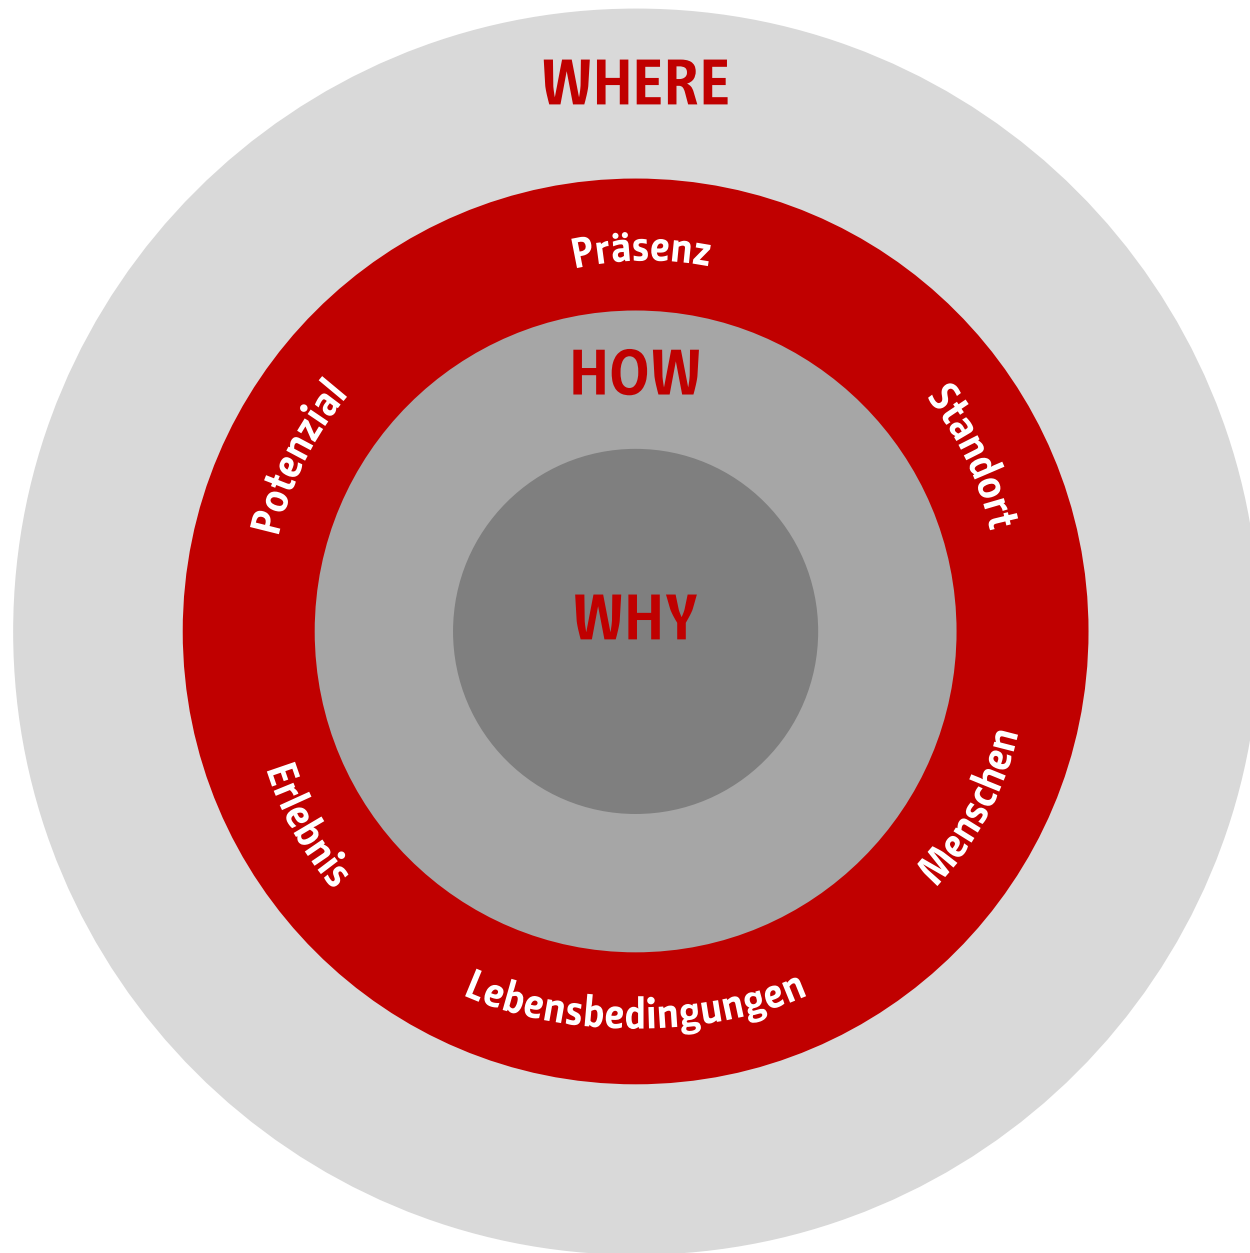 WHERE
Präsenz
HOW
Potenzial
Standort
WHY
Erlebnis
Menschen
Lebensbedingungen